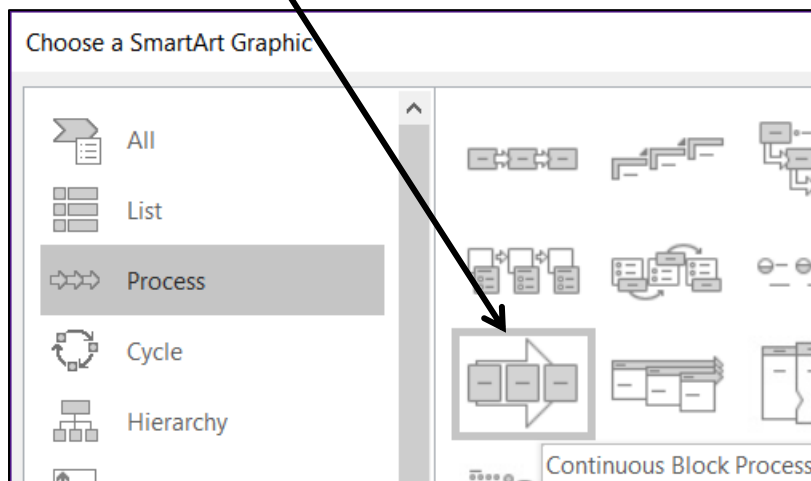 Choose a SmartArt Graphic
All
List
Process
Cycle
Hierarchy
Continuous Block Process